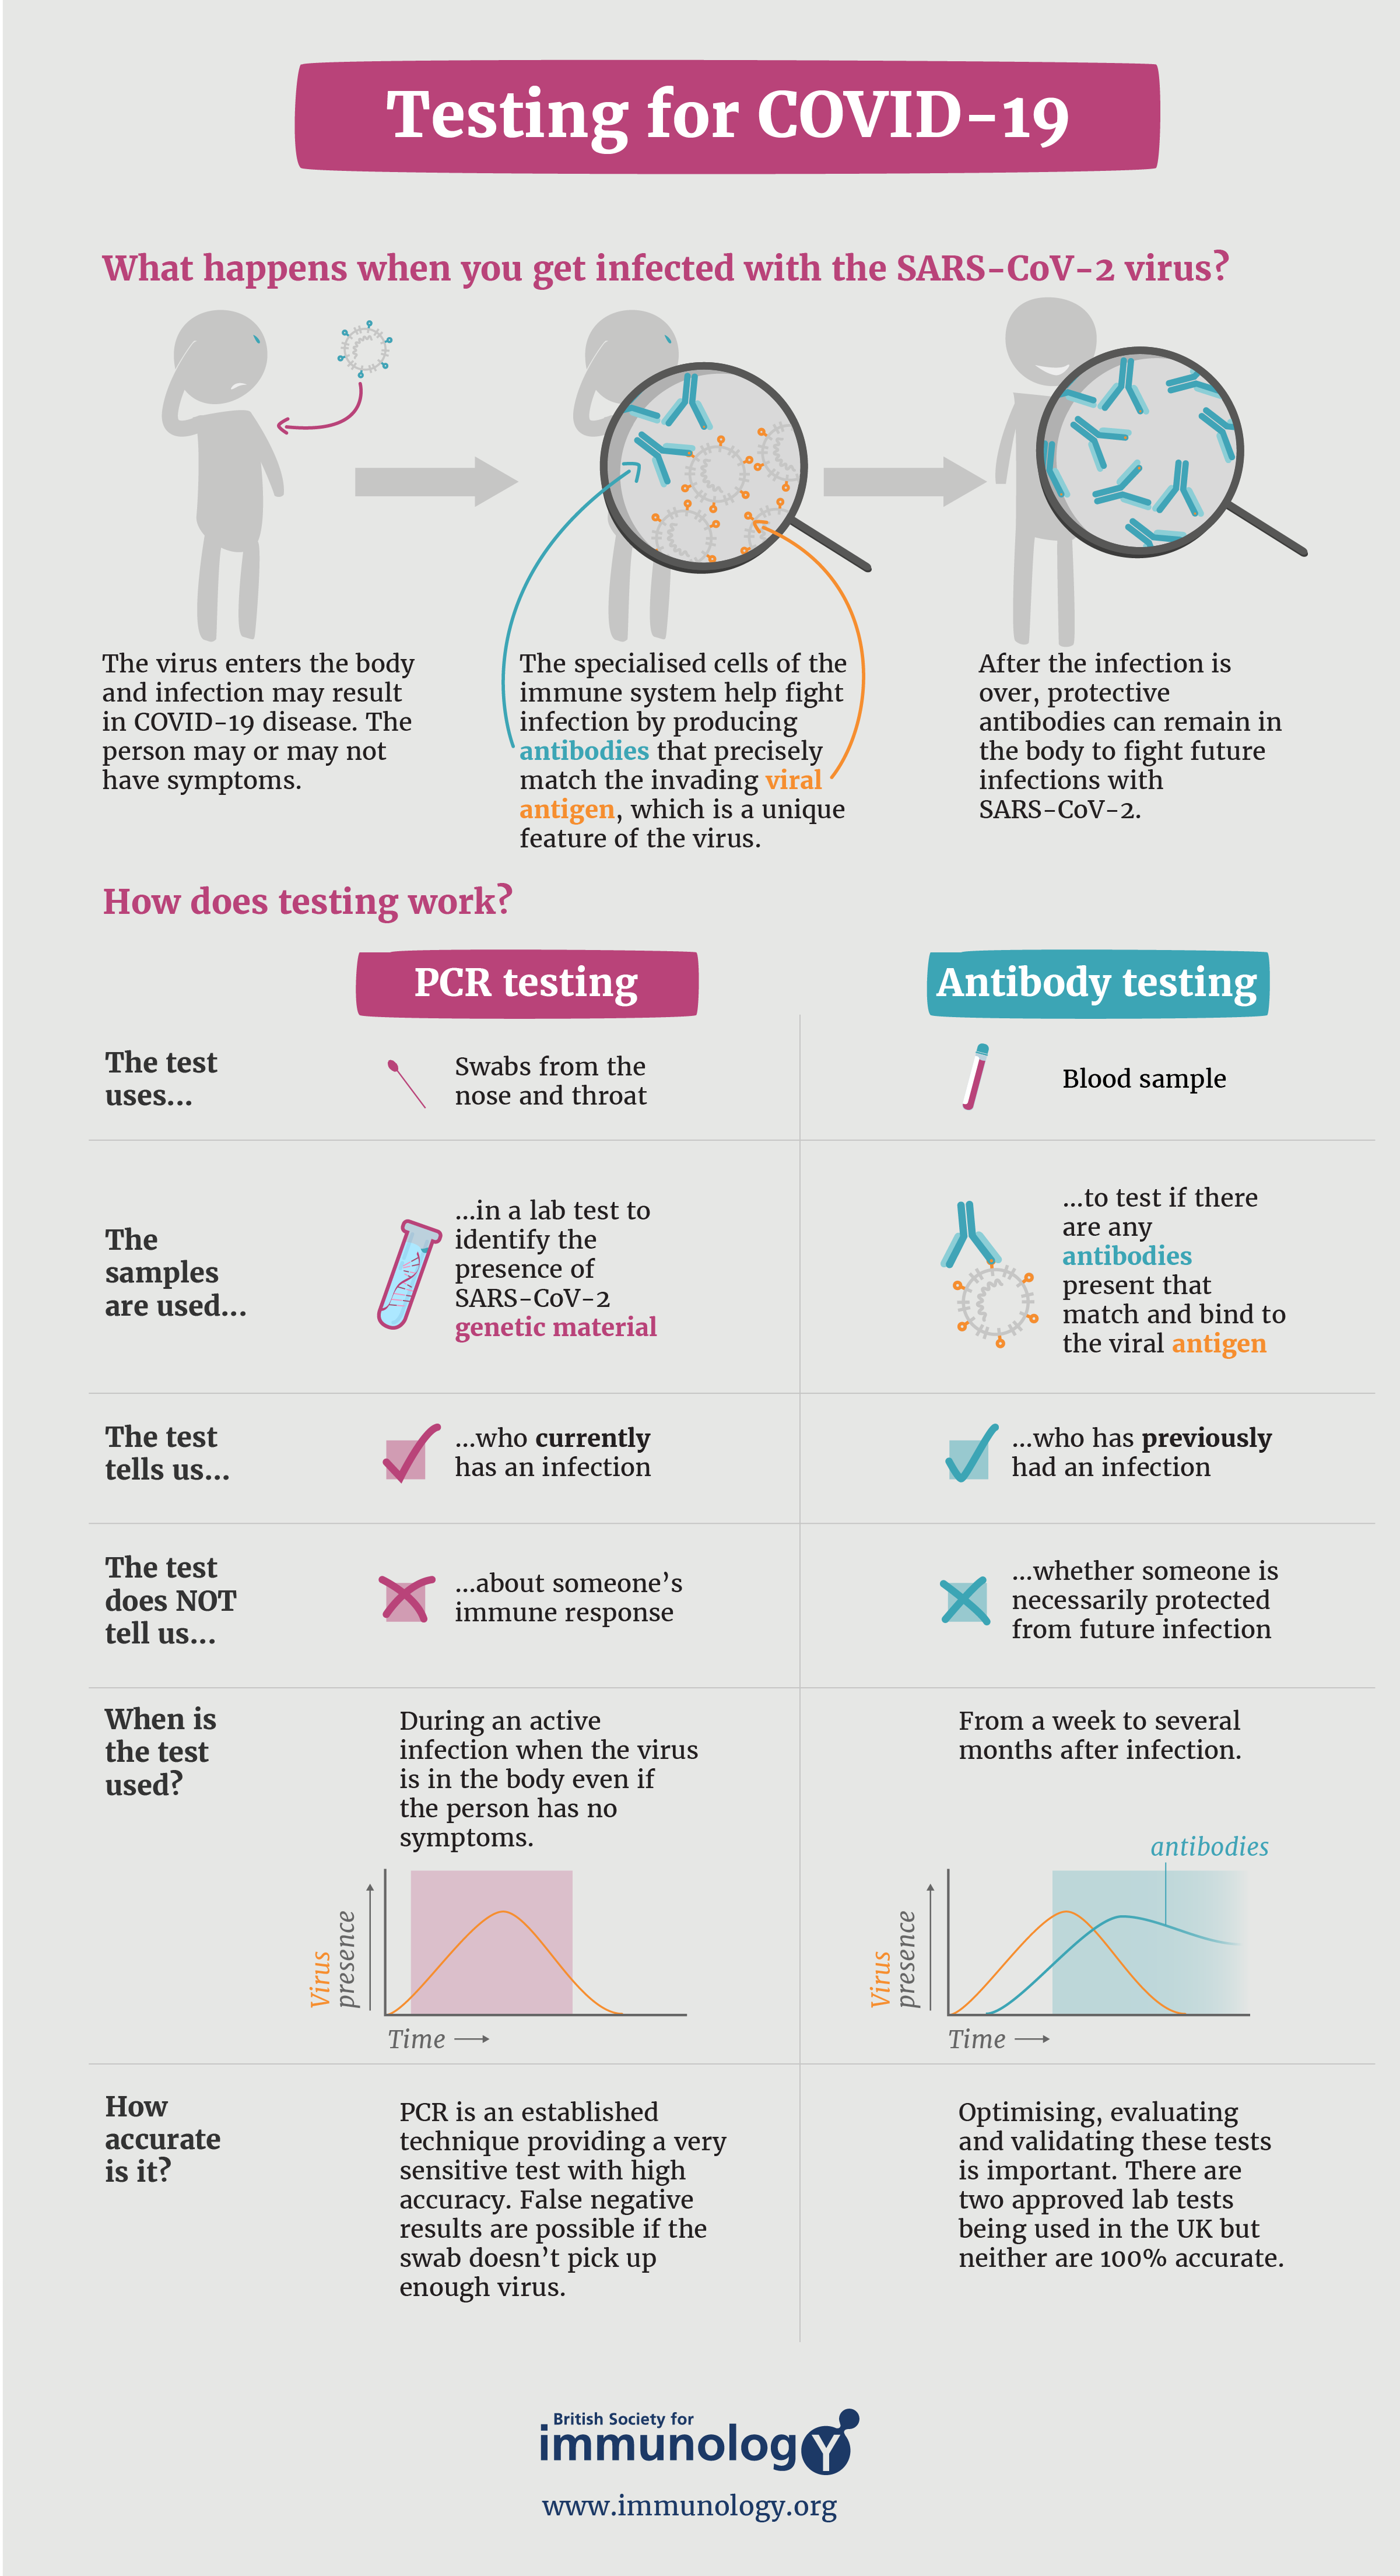 Testing for COVID-19
What happens when you get infected with the SARS-CoV-2 virus?
The virus enters the body
and infection may result
in COVID-19 disease. The
person may or may not
have symptoms.
The specialised cells of the
immune system help fight
infection by producing
antibodies that precisely
match the invading viral
antigen, which is a unique
feature of the virus.
After the infection is
over, protective
antibodies can remain in
the body to fight future
infections with
SARS-CoV-2.
How does testing work?
PCR testing
Antibody testing
The test
uses...
Swabs from the
nose and throat
Blood sample
The
samples
are used...
...in a lab test to
identify the
presence of
SARS-CoV-2
genetic material
...to test if there
are any
antibodies
present that
match and bind to
the viral antigen
The test
tells us...
...who currently
has an infection
...who has previously
had an infection
The test
does NOT
tell us...
...about someone's
immune response
...whether someone is
necessarily protected
from future infection
When is
the test
used?
During an active
infection when the virus
is in the body even if
the person has no
symptoms.
Virus
presence
Time
From a week to several
months after infection.
antibodies
Virus
presence
Time
How
accurate
is it?
PCR is an established
technique providing a very
sensitive test with high
accuracy. False negative
results are possible if the
swab doesn't pick up
enough virus.
Optimising, evaluating
and validating these tests
is important. There are
two approved lab tests
being used in the UK but
neither are 100% accurate.
British Society for
immunology
www.immunology.org